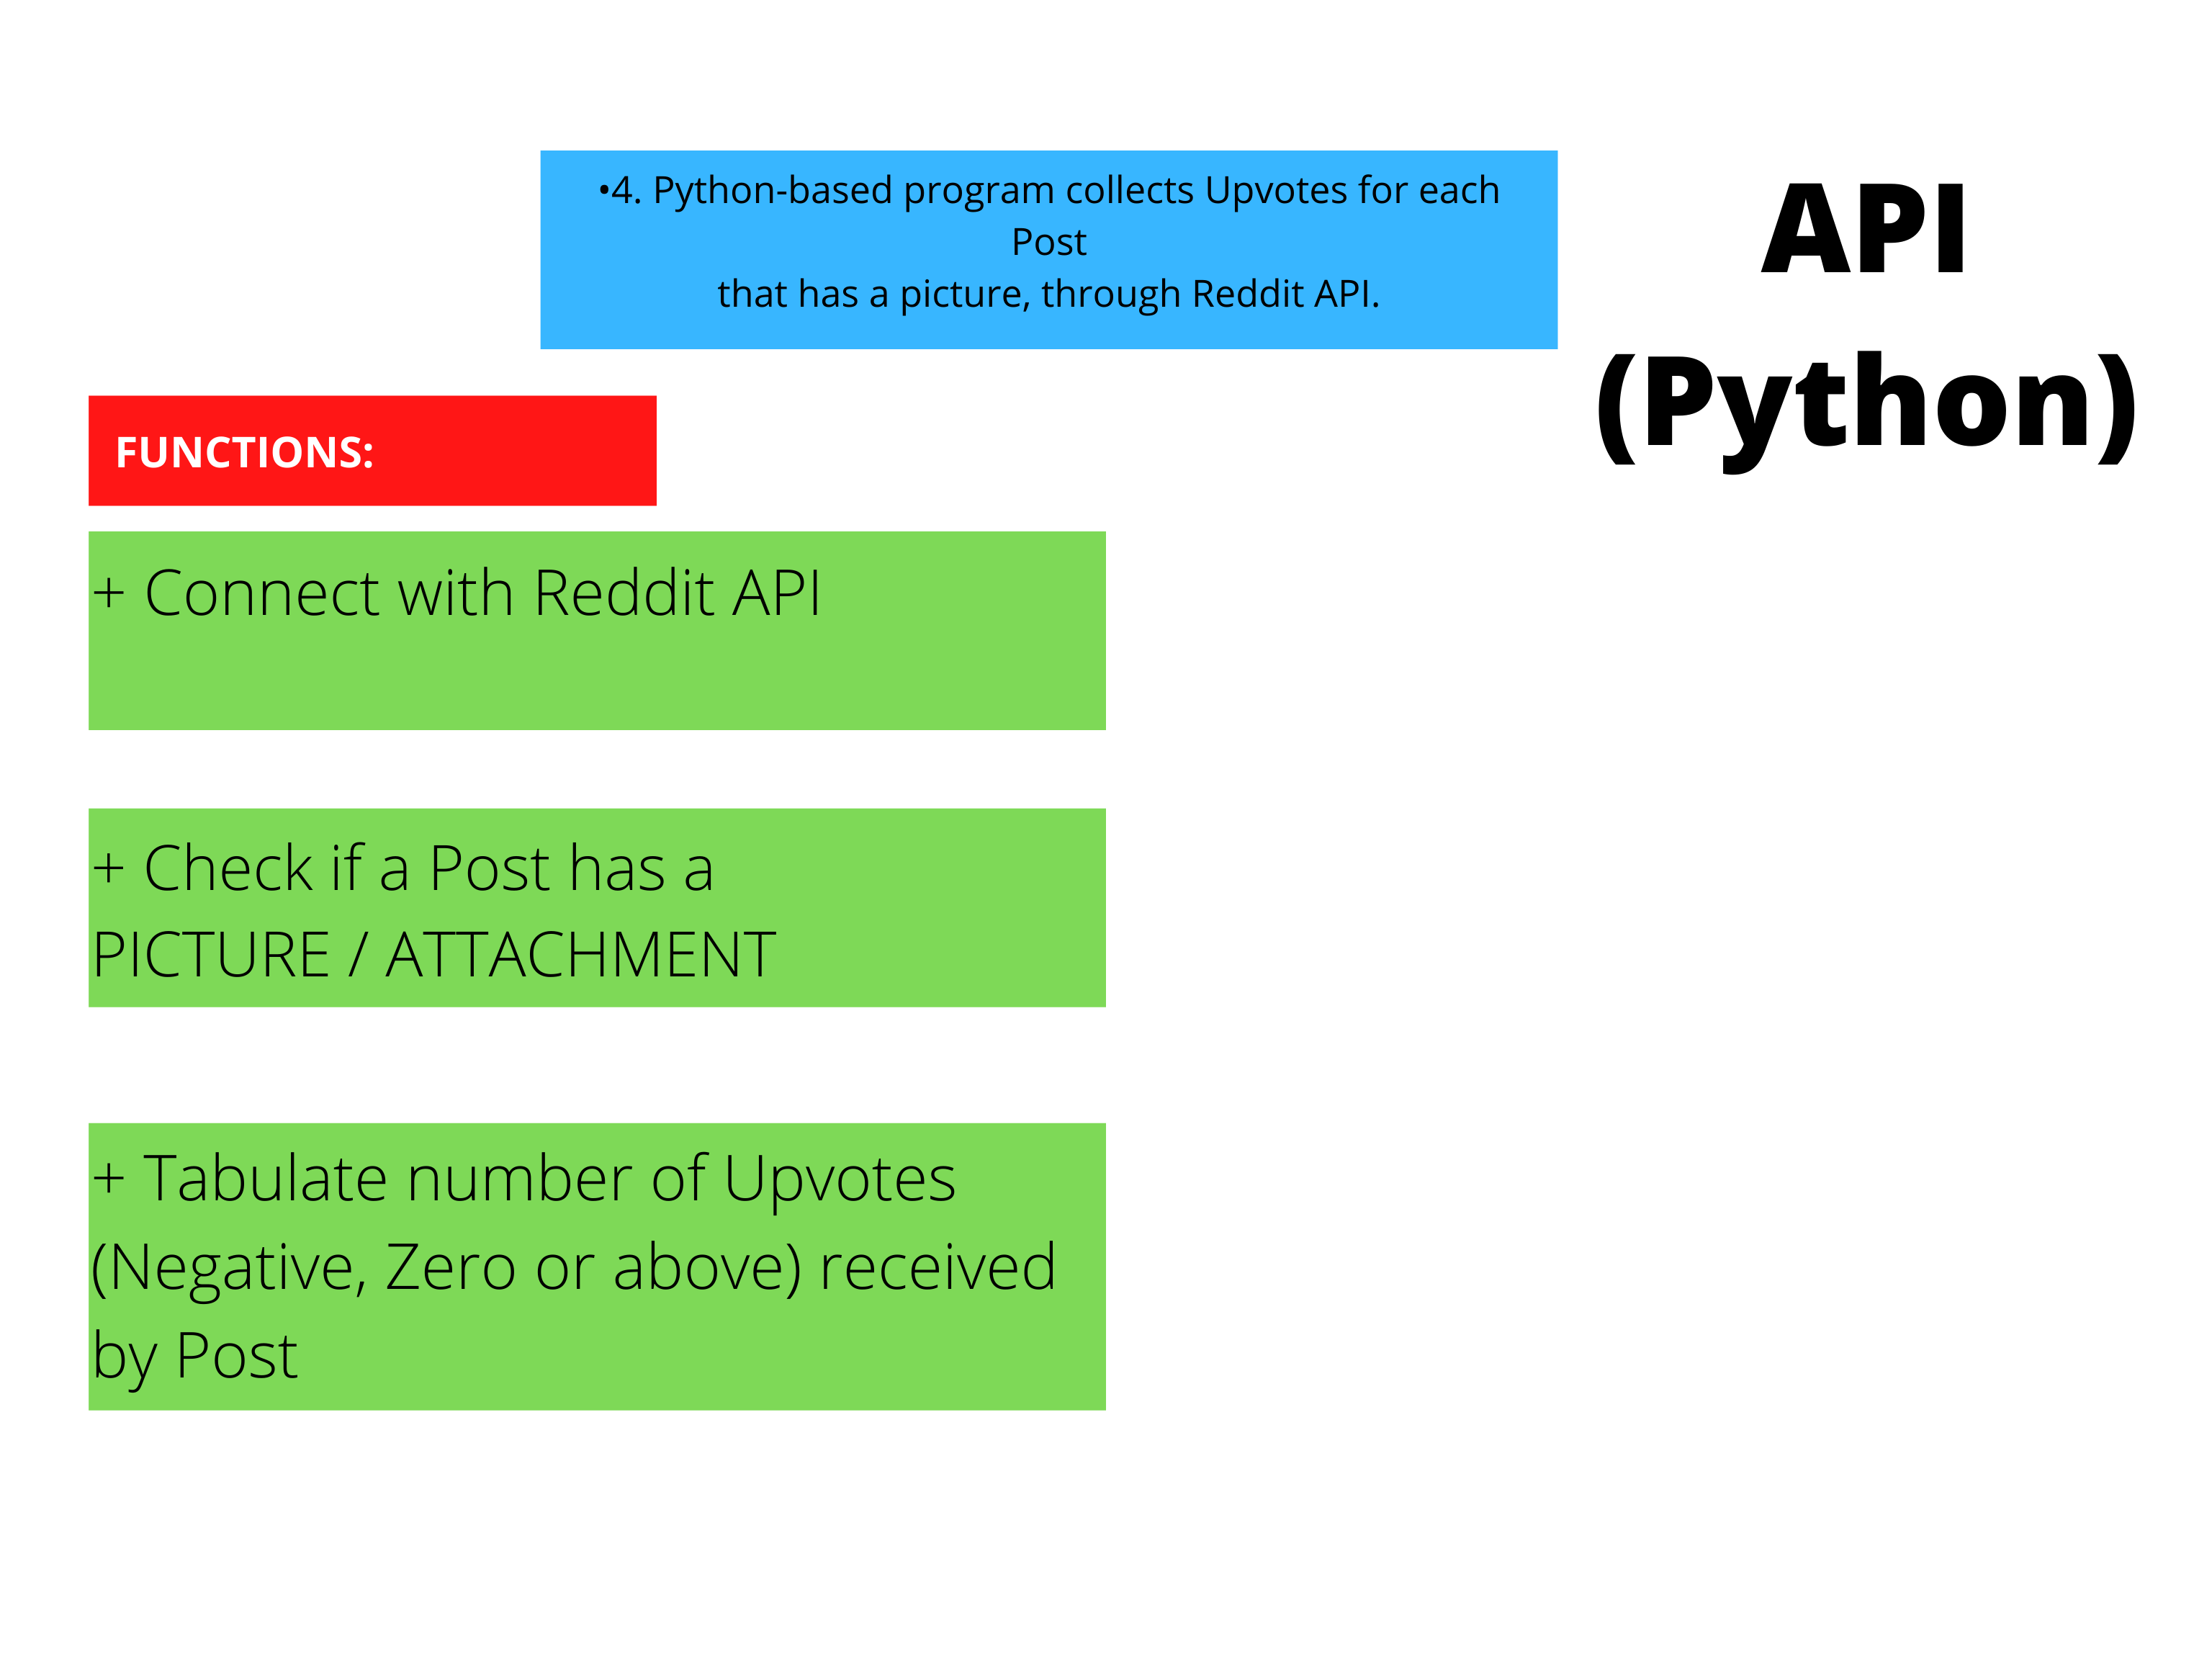 •4. Python-based program collects Upvotes for each
Post
that has a picture, through Reddit API.
API
(Python)
FUNCTIONS:
+ Connect with Reddit API
+ Check if a Post has a
PICTURE / ATTACHMENT
+ Tabulate number of Upvotes
(Negative, Zero or above) received
by Post